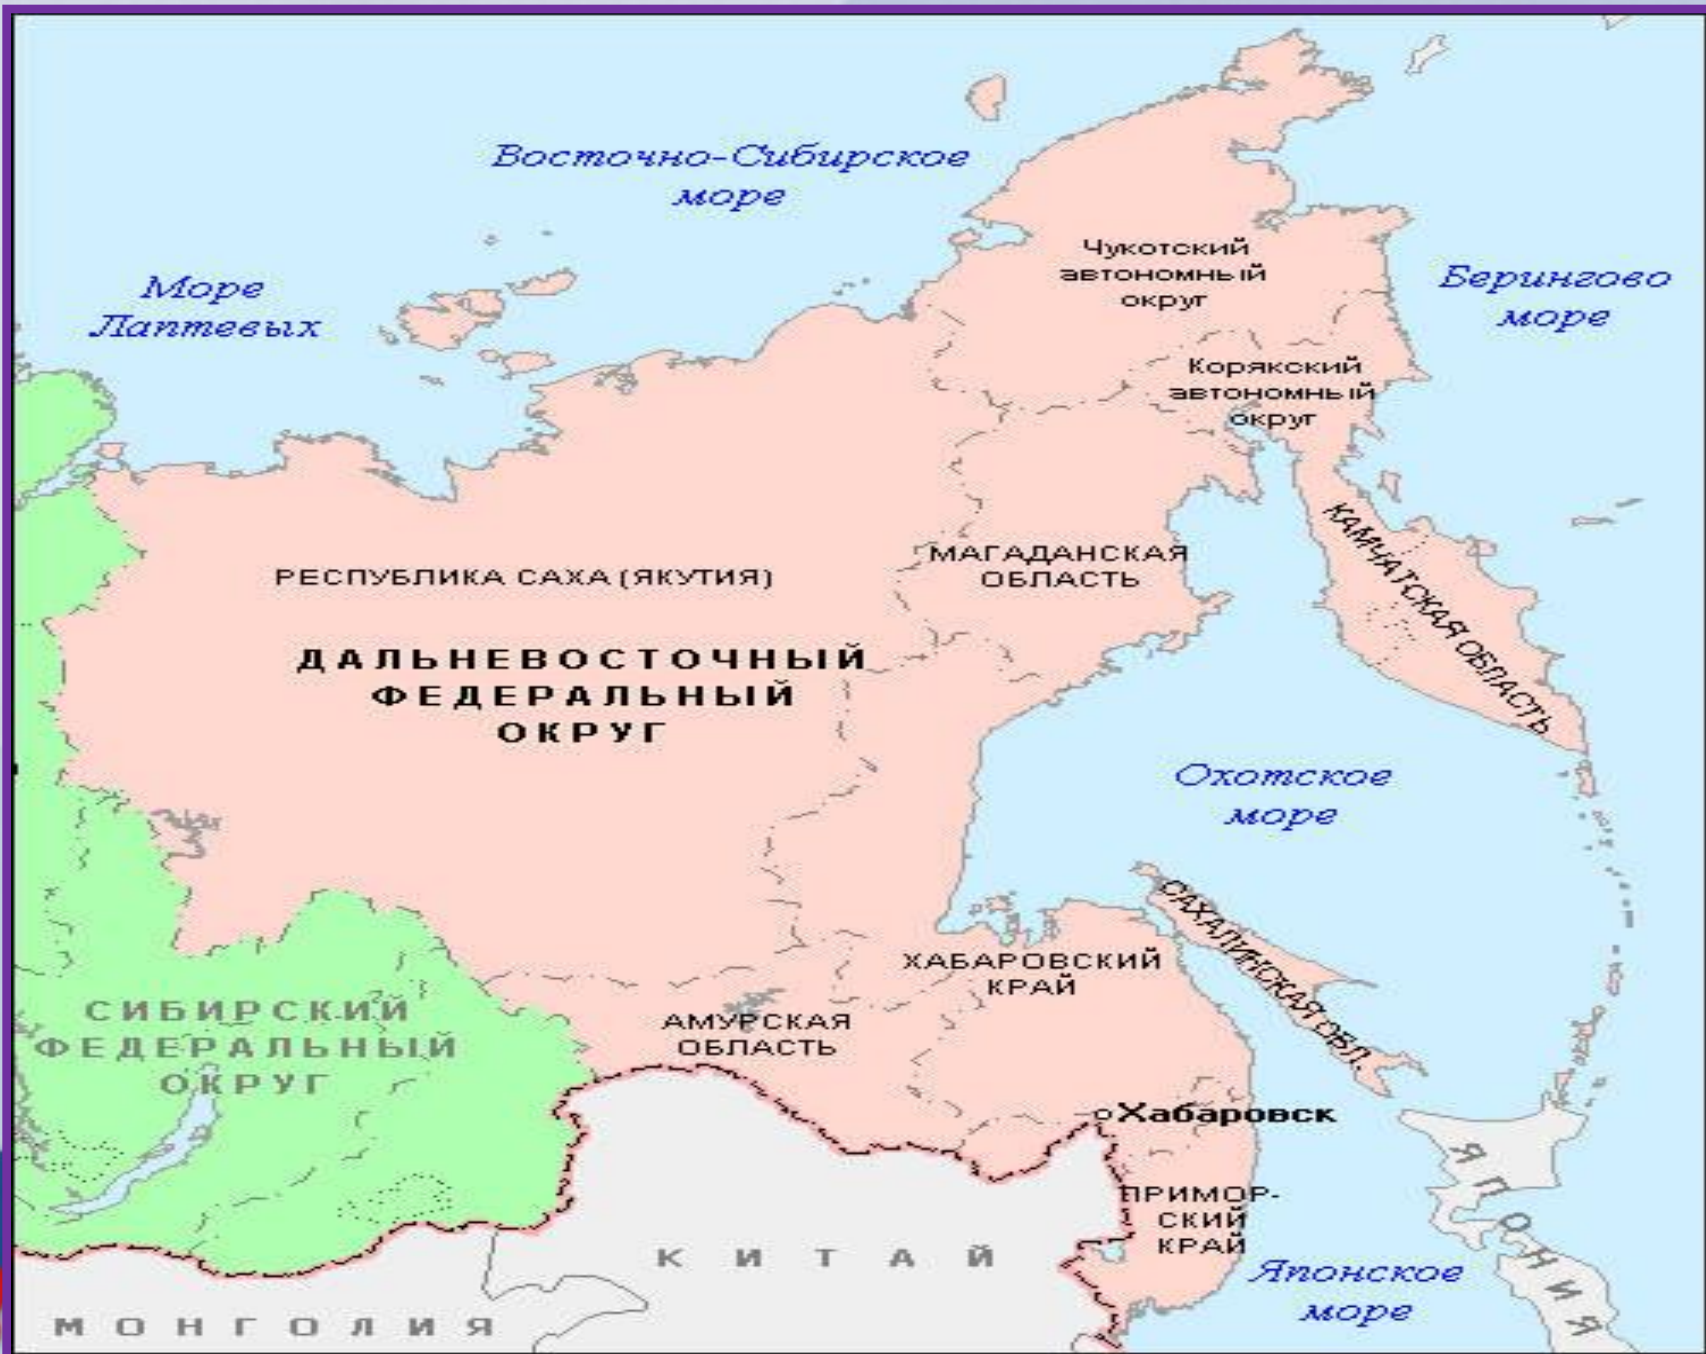 Восточно-Сибирское
море
Море
Лаптевых
Чукотский
автономный
округ
Берингово
море
Корякский
автономный
округ
КАМЧАТСКАЯ ОБЛАСТЬ
МАГАДАНСКАЯ
ОБЛАСТЬ
РЕСПУБЛИКА САХА (ЯКУТИЯ)
ДАЛЬНЕВОСТОЧНЫЙ
ФЕДЕРАЛЬНЫЙ
ОКРУГ
Охотское
море
САХАЛИНСКАЯ ОБЛ.
ХАБАРОВСКИЙ
КРАЙ
СИБИРСКИЙ
ФЕДЕРАЛЬНЫЙ
ОКРУГ
АМУРСКАЯ
ОБЛАСТЬ
Хабаровск
ЯПОНИЯ
ПРИМОР-
СКИЙ
КРАЙ
КИТАЙ
Японское
море
МОНГОЛИЯ